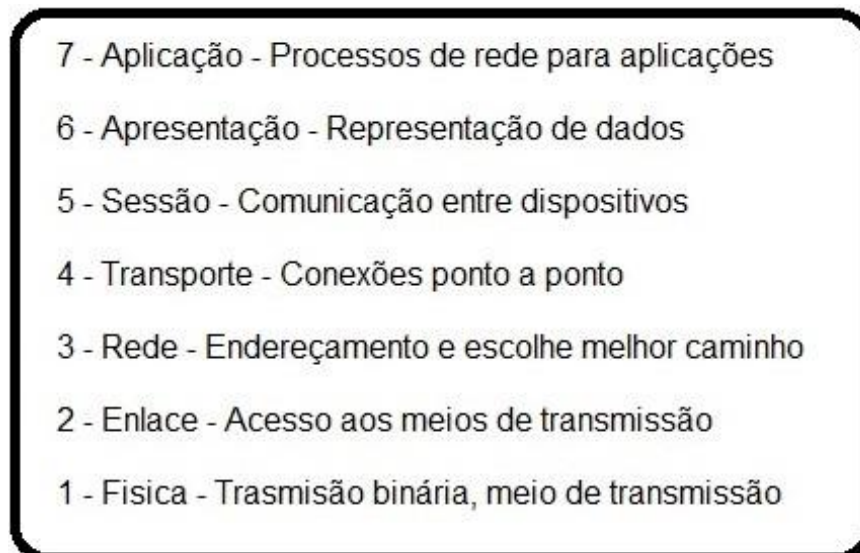 7 - Aplicação - Processos de rede para aplicações
6 - Apresentação - Representação de dados
5 - Sessão - Comunicação entre dispositivos
4 - Transporte - Conexões ponto a ponto
3 - Rede - Endereçamento e escolhe melhor caminho
2 - Enlace - Acesso aos meios de transmissão
1 - Fisica - Trasmisão binária, meio de transmissão